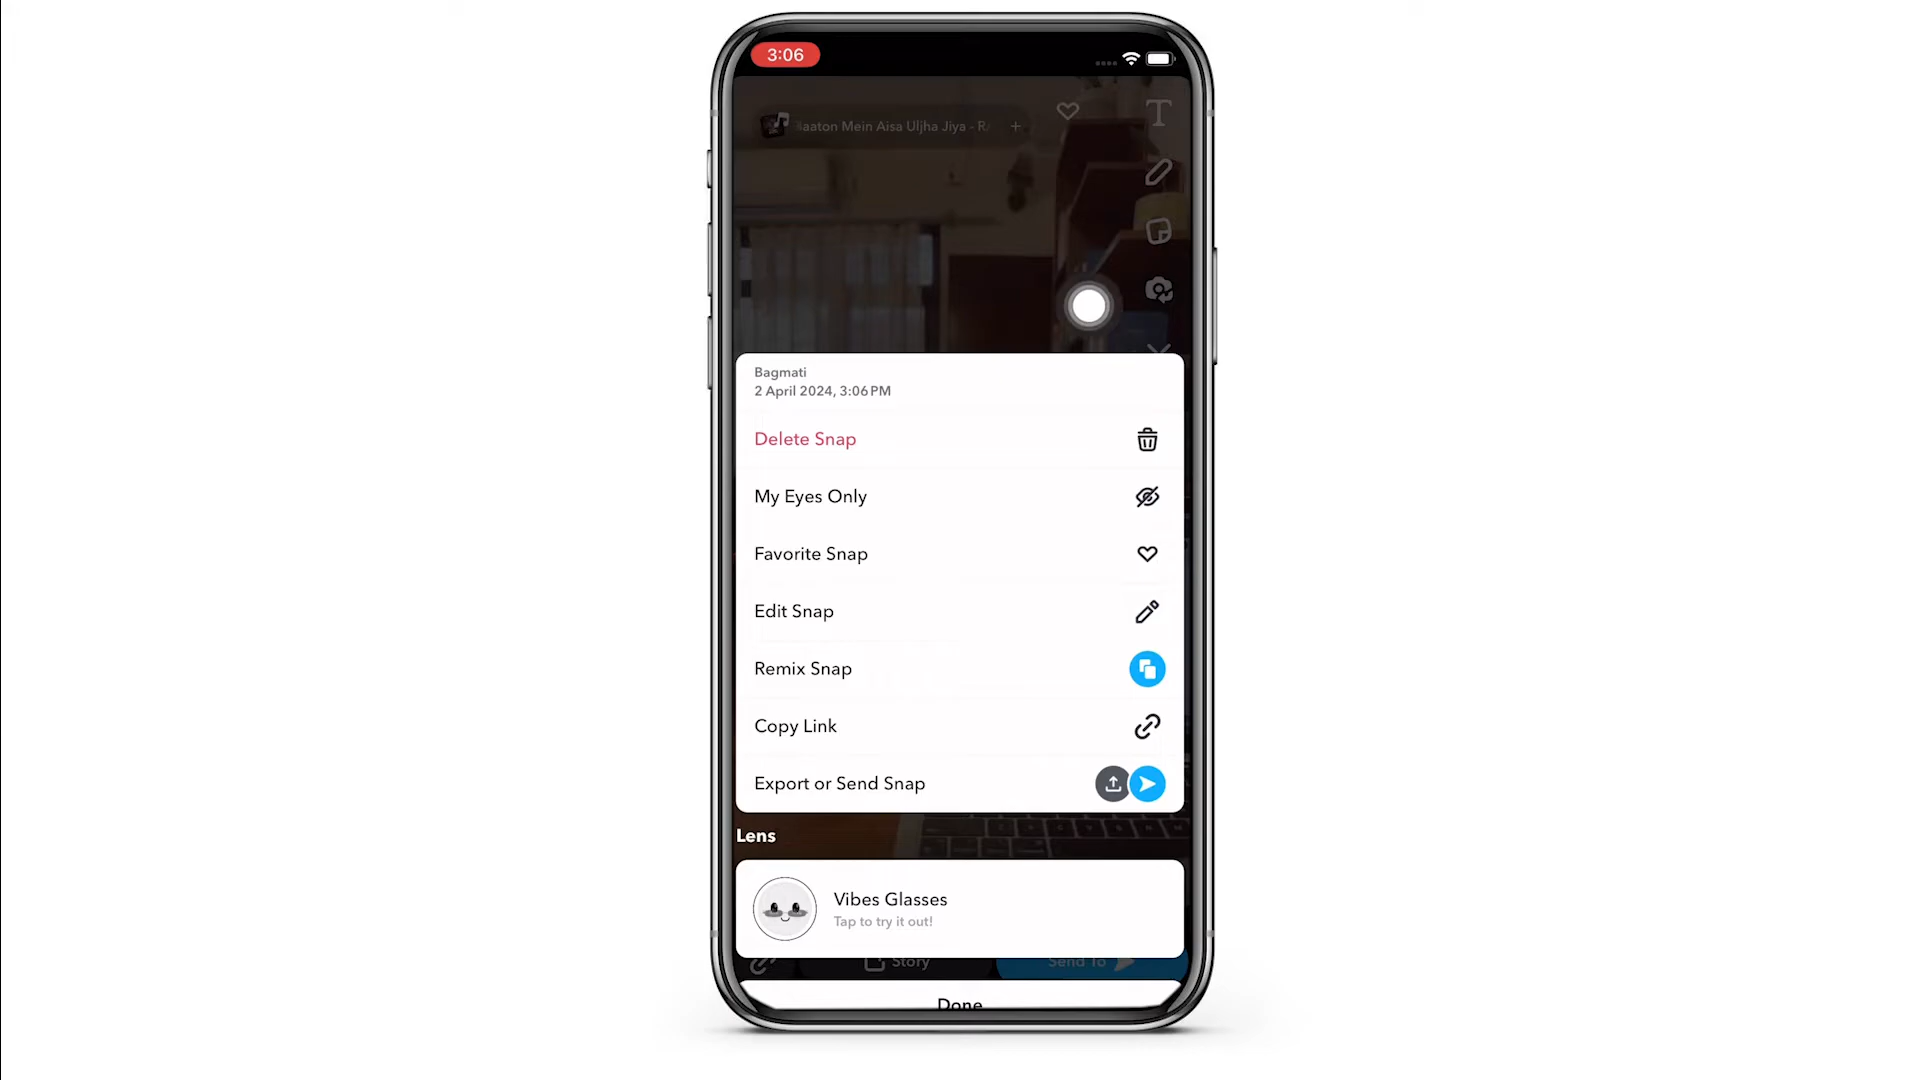 3:06
aaton Mein Aisa Uljha Jiya - R
+
T
Bagmati
2 April 2024, 3:06 PM
Delete Snap
My Eyes Only
Favorite Snap
Edit Snap
Remix Snap
Copy Link
Export or Send Snap
Lens
Vibes Glasses
Tap to try it out!
Story
Send To
Done